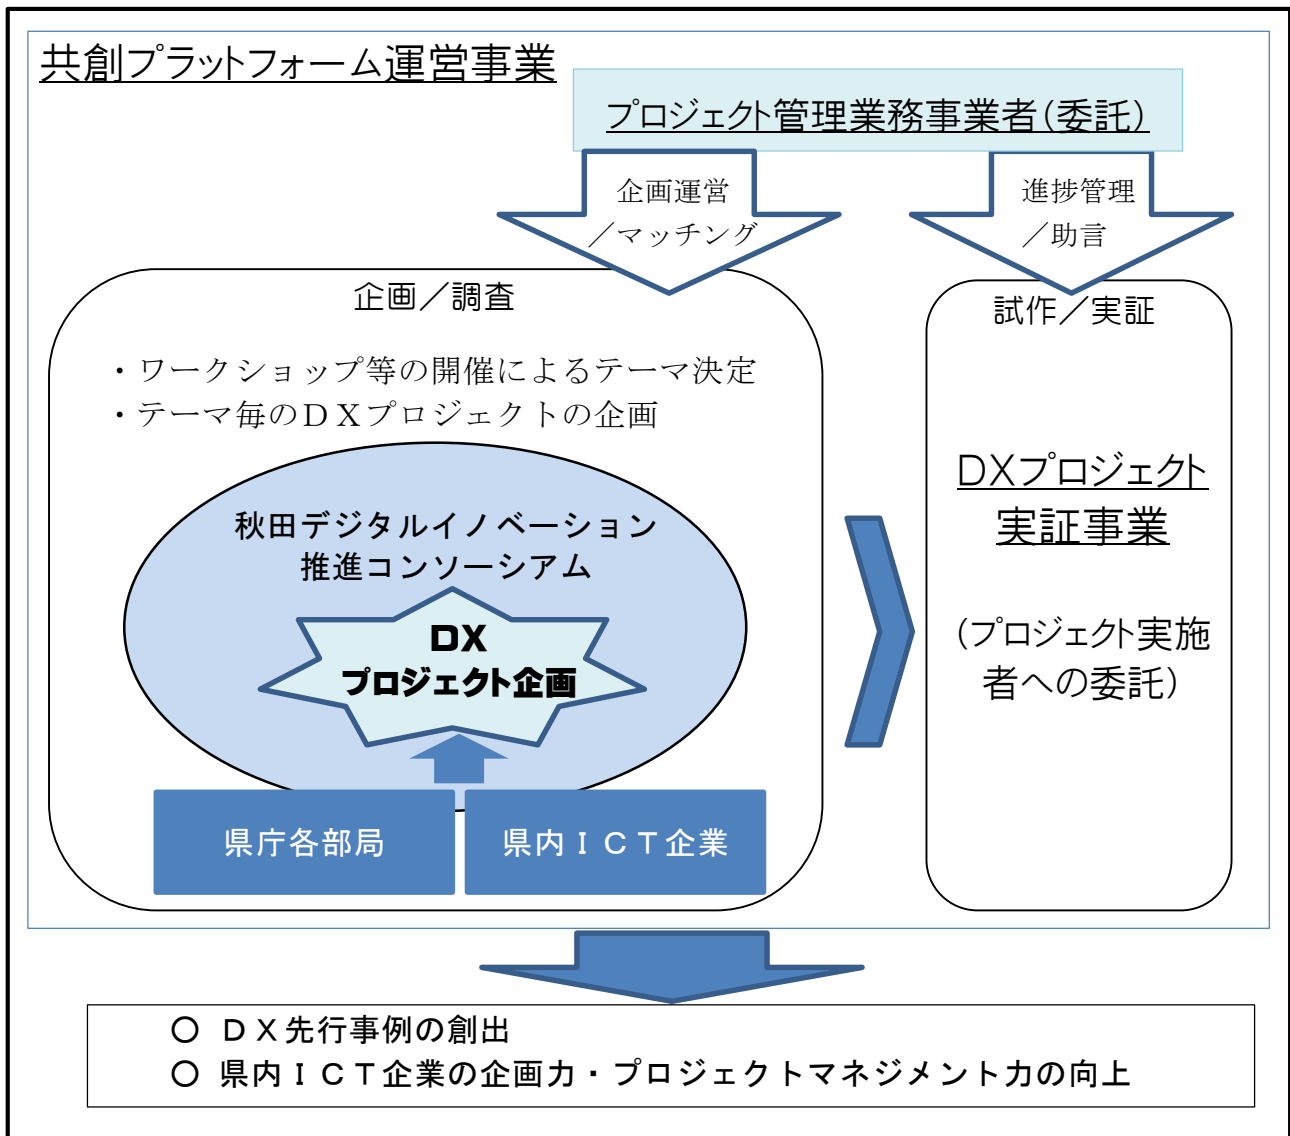 共創プラットフォーム運営事業
プロジェクト管理業務事業者（委託）
企画運営
／マッチング
進捗管理
／助言
企画／調査
・ワークショップ等の開催によるテーマ決定
・テーマ毎のＤＸプロジェクトの企画
秋田デジタルイノベーション
推進コンソーシアム
DX
プロジェクト企画
県庁各部局
県内ＩＣＴ企業
試作／実証
DXプロジェクト
実証事業
（プロジェクト実施
者への委託）
○ ＤＸ先行事例の創出
○ 県内ＩＣＴ企業の企画力・プロジェクトマネジメント力の向上